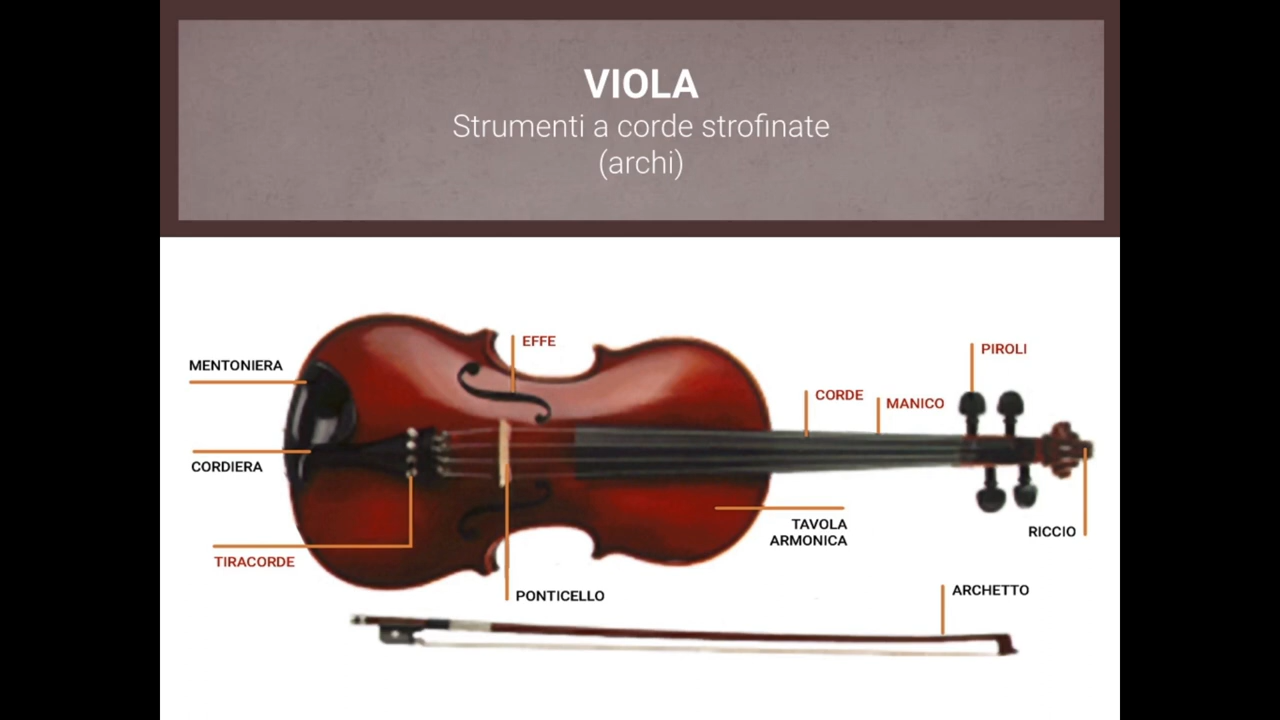 VIOLA
Strumenti a corde strofinate
(archi)
EFFE
PIROLI
MENTONIERA
CORDE
MANICO
CORDIERA
TAVOLA
ARMONICA
RICCIO
TIRACORDE
PONTICELLO
ARCHETTO